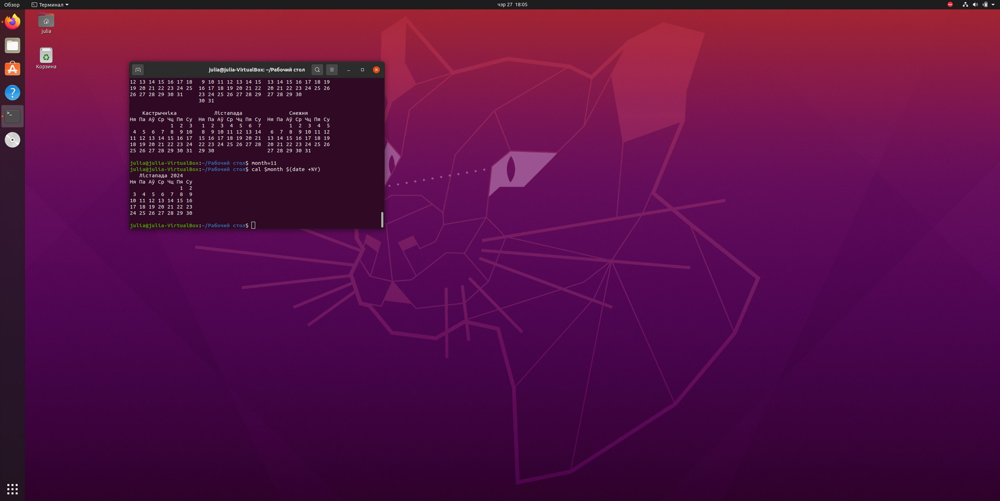 Обзор Терминал чэр 27 18:05
julia
Корзина
julia@julia-VirtualBox: ~/Рабочий стол
12 13 14 15 16 17 18   9 10 11 12 13 14 15  13 14 15 16 17 18 19
19 20 21 22 23 24 25  16 17 18 19 20 21 22  20 21 22 23 24 25 26
26 27 28 29 30 31     23 24 25 26 27 28 29  27 28 29 30
                      30 31
    Кастрычніка            Лістапада               Снежня
Ня Па Аў Ср Чц Пя Су  Ня Па Аў Ср Чц Пя Су  Ня Па Аў Ср Чц Пя Су
             1  2  3   1  2  3  4  5  6  7         1  2  3  4  5
 4  5  6  7  8  9 10   8  9 10 11 12 13 14   6  7  8  9 10 11 12
11 12 13 14 15 16 17  15 16 17 18 19 20 21  13 14 15 16 17 18 19
18 19 20 21 22 23 24  22 23 24 25 26 27 28  20 21 22 23 24 25 26
25 26 27 28 29 30 31  29 30                 27 28 29 30 31
julia@julia-VirtualBox:~/Рабочий стол$ month=11
julia@julia-VirtualBox:~/Рабочий стол$ cal $month $(date +%Y)
   Лістапада 2024
Ня Па Аў Ср Чц Пя Су
                1  2
 3  4  5  6  7  8  9
10 11 12 13 14 15 16
17 18 19 20 21 22 23
24 25 26 27 28 29 30
julia@julia-VirtualBox:~/Рабочий стол$